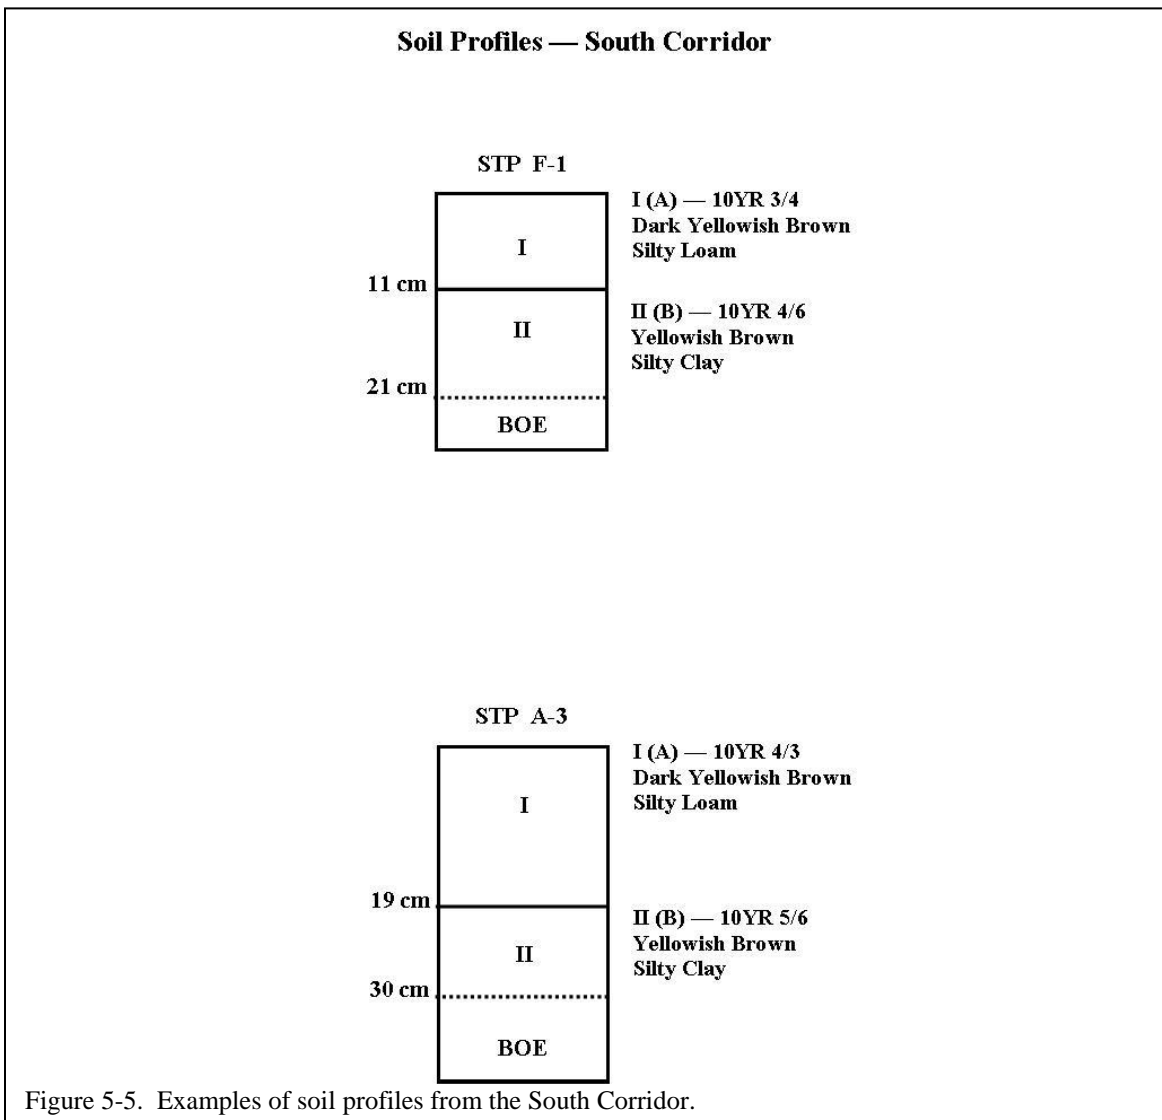 Soil Profiles — South Corridor
STP F-1
I
11 cm
II
21 cm
BOE
I (A) — 10YR 3/4
Dark Yellowish Brown
Silty Loam
II (B) — 10YR 4/6
Yellowish Brown
Silty Clay
STP A-3
I
19 cm
II
30 cm
BOE
I (A) — 10YR 4/3
Dark Yellowish Brown
Silty Loam
II (B) — 10YR 5/6
Yellowish Brown
Silty Clay
Figure 5-5. Examples of soil profiles from the South Corridor.